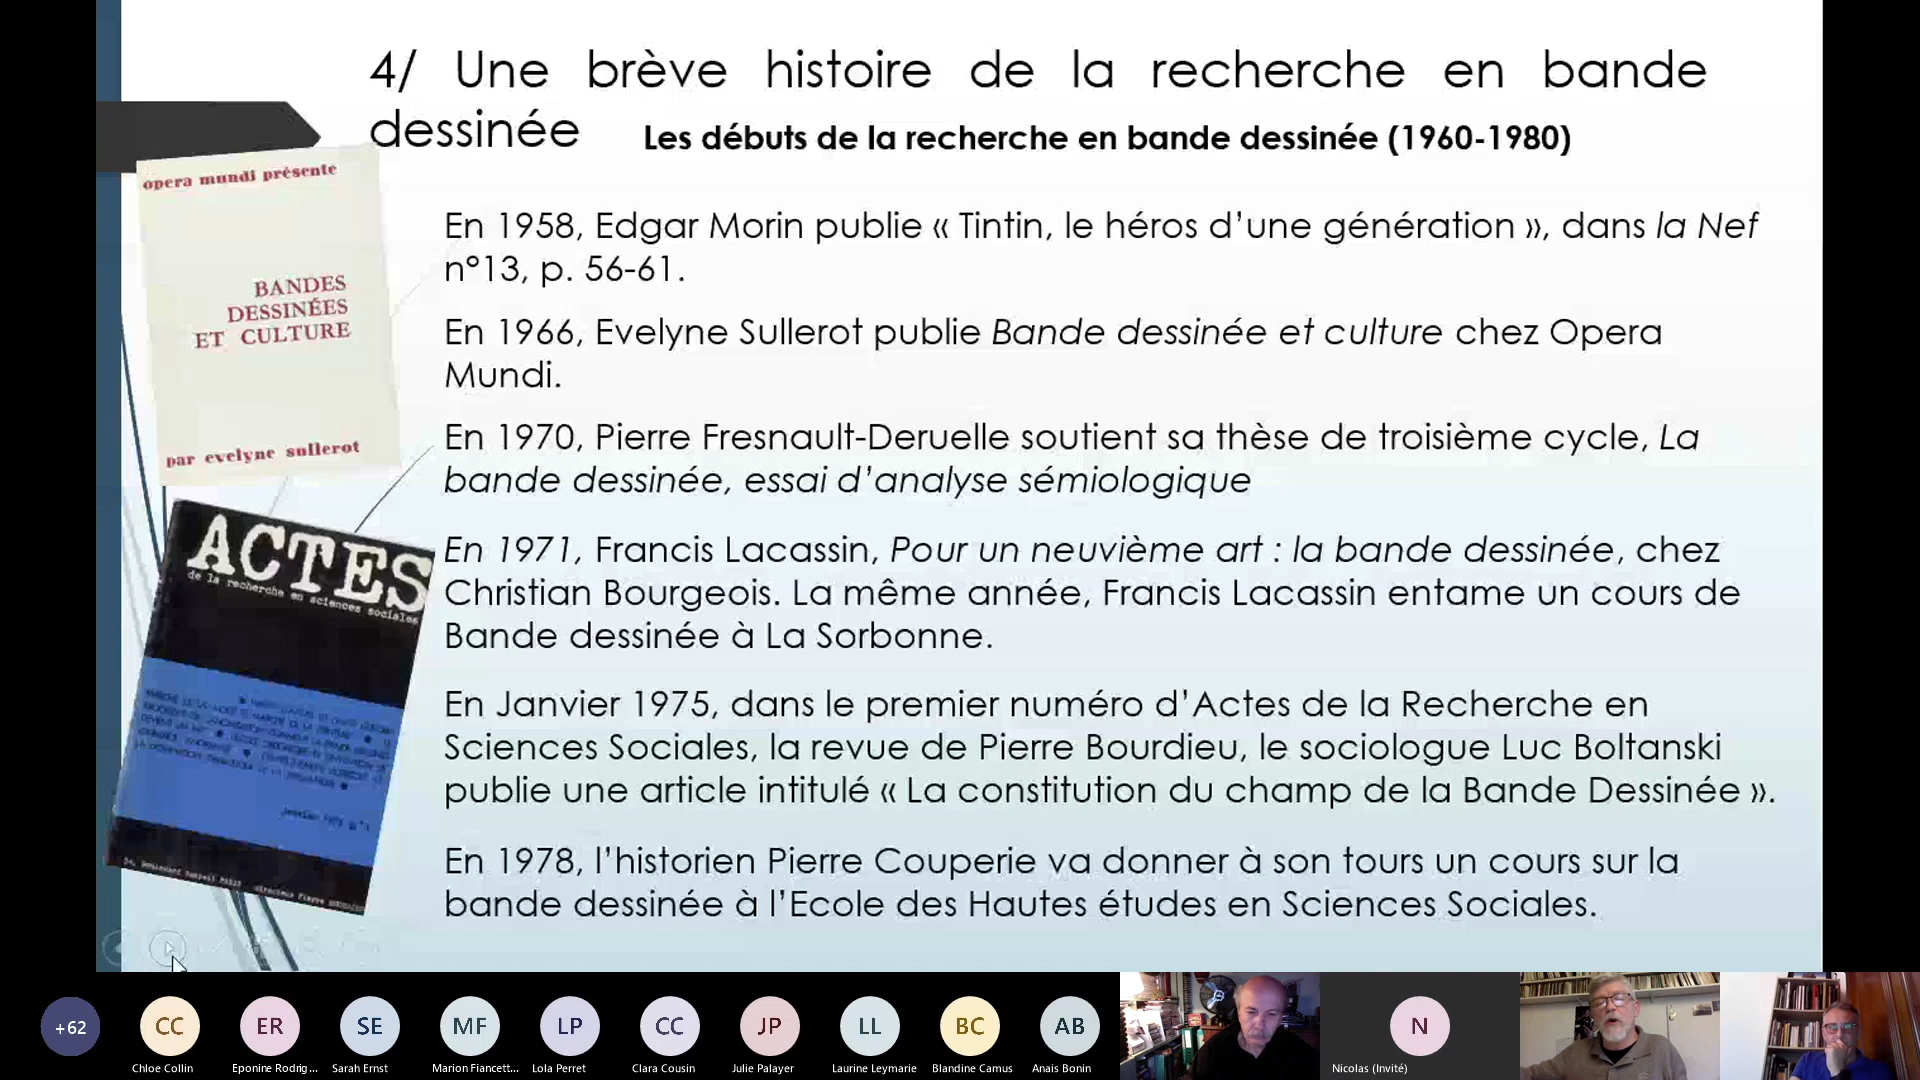 4/ Une brève histoire de la recherche en bande
dessinée
Les débuts de la recherche en bande dessinée (1960-1980)
opera mundi présente
BANDES
DESSINÉES
ET CULTURE
par evelyne sullerot
ACTES
de la recherche en sciences sociales
En 1958, Edgar Morin publie « Tintin, le héros d’une génération », dans la Nef
n°13, p. 56-61.
En 1966, Evelyne Sullerot publie Bande dessinée et culture chez Opera
Mundi.
En 1970, Pierre Fresnault-Deruelle soutient sa thèse de troisième cycle, La
bande dessinée, essai d’analyse sémiologique
En 1971, Francis Lacassin, Pour un neuvième art : la bande dessinée, chez
Christian Bourgeois. La même année, Francis Lacassin entame un cours de
Bande dessinée à La Sorbonne.
En Janvier 1975, dans le premier numéro d’Actes de la Recherche en
Sciences Sociales, la revue de Pierre Bourdieu, le sociologue Luc Boltanski
publie une article intitulé « La constitution du champ de la Bande Dessinée ».
En 1978, l’historien Pierre Couperie va donner à son tours un cours sur la
bande dessinée à l’Ecole des Hautes études en Sciences Sociales.
+62
CC
ER
SE
MF
LP
CC
JP
LL
BC
AB
N
Chloe Collin
Eponine Rodrig...
Sarah Ernst
Marion Fiancett...
Lola Perret
Clara Cousin
Julie Palayer
Laurine Leymarie
Blandine Camus
Anais Bonin
Nicolas (Invité)